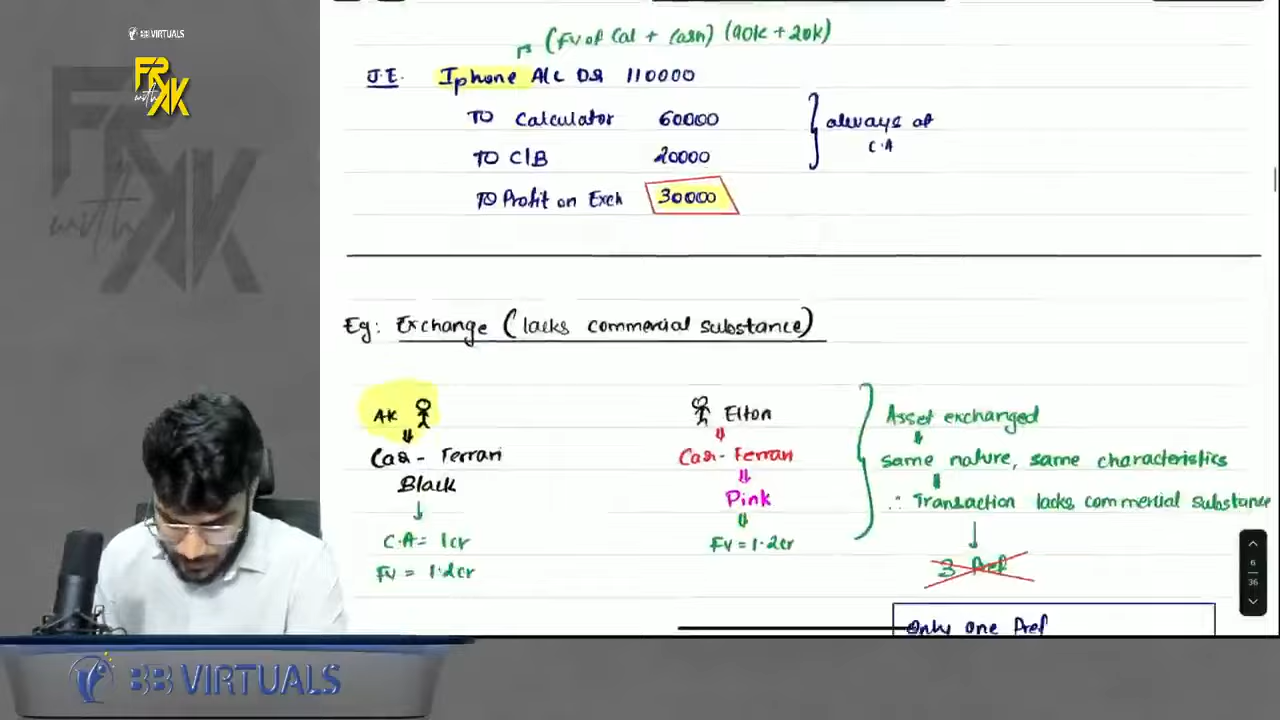 BB VIRTUALS
FR
with
AK
(FV of Cal + Cash) (90k + 20k)
J.E. Iphone A/c DR 110000
To Calculator 60000
To C/B 20000
To Profit on Exch 30000
always at
C.A
Eg: Exchange (lacks commercial substance)
AK
Car - Ferrari
Black
C.A = 1cr
FV = 1.2cr
Elton
Car - Ferrari
Pink
FV = 1.2cr
Asset exchanged
same nature, same characteristics
∴ Transaction lacks commercial substance
3 Pref
Only one Pref
6
36
BB VIRTUALS